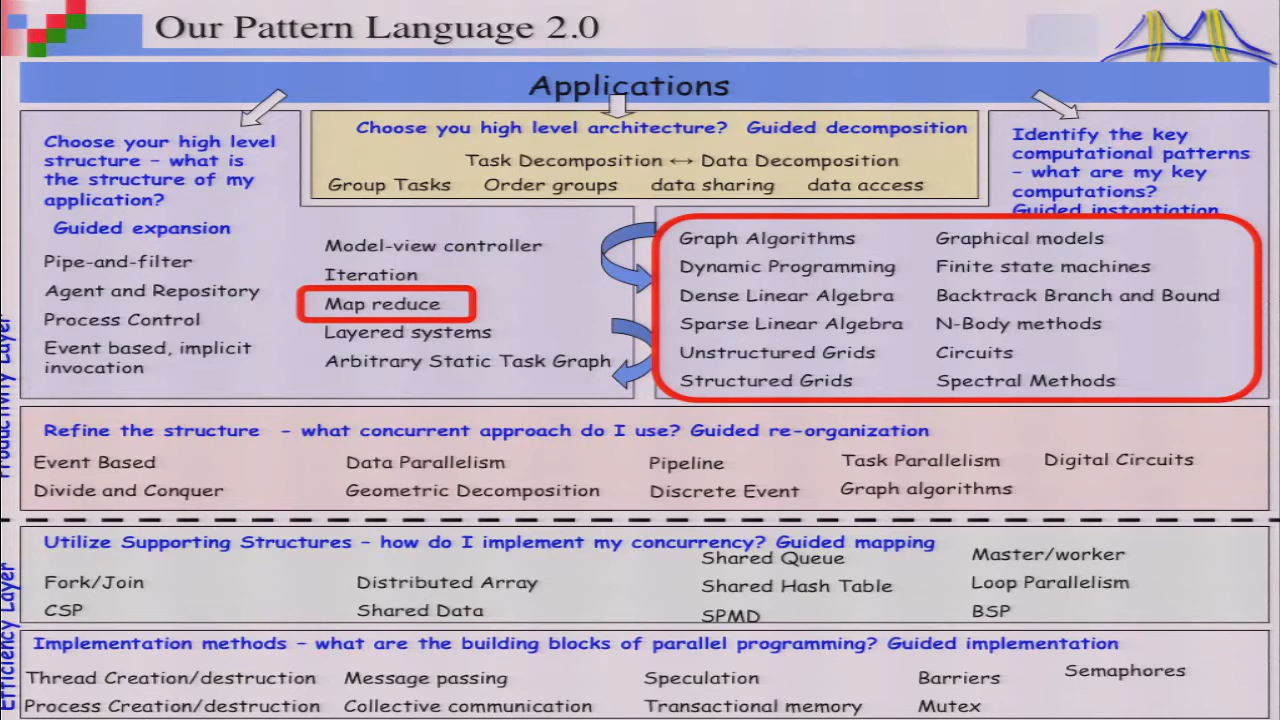 Our Pattern Language 2.0
Applications
Choose your high level
structure – what is
the structure of my
application?
Guided expansion
Pipe-and-filter
Agent and Repository
Process Control
Event based, implicit
invocation
Choose you high level architecture? Guided decomposition
Task Decomposition ↔ Data Decomposition
Group Tasks Order groups data sharing data access
Model-view controller
Iteration
Map reduce
Layered systems
Arbitrary Static Task Graph
Identify the key
computational patterns
– what are my key
computations?
Guided instantiation
Graph Algorithms
Dynamic Programming
Dense Linear Algebra
Sparse Linear Algebra
Unstructured Grids
Structured Grids
Graphical models
Finite state machines
Backtrack Branch and Bound
N-Body methods
Circuits
Spectral Methods
Productivity Layer
Refine the structure - what concurrent approach do I use? Guided re-organization
Event Based
Divide and Conquer
Data Parallelism
Geometric Decomposition
Pipeline
Discrete Event
Task Parallelism
Graph algorithms
Digital Circuits
Efficiency Layer
Utilize Supporting Structures – how do I implement my concurrency? Guided mapping
Fork/Join
CSP
Distributed Array
Shared Data
Shared Queue
Shared Hash Table
SPMD
Master/worker
Loop Parallelism
BSP
Implementation methods – what are the building blocks of parallel programming? Guided implementation
Thread Creation/destruction
Process Creation/destruction
Message passing
Collective communication
Speculation
Transactional memory
Barriers
Mutex
Semaphores